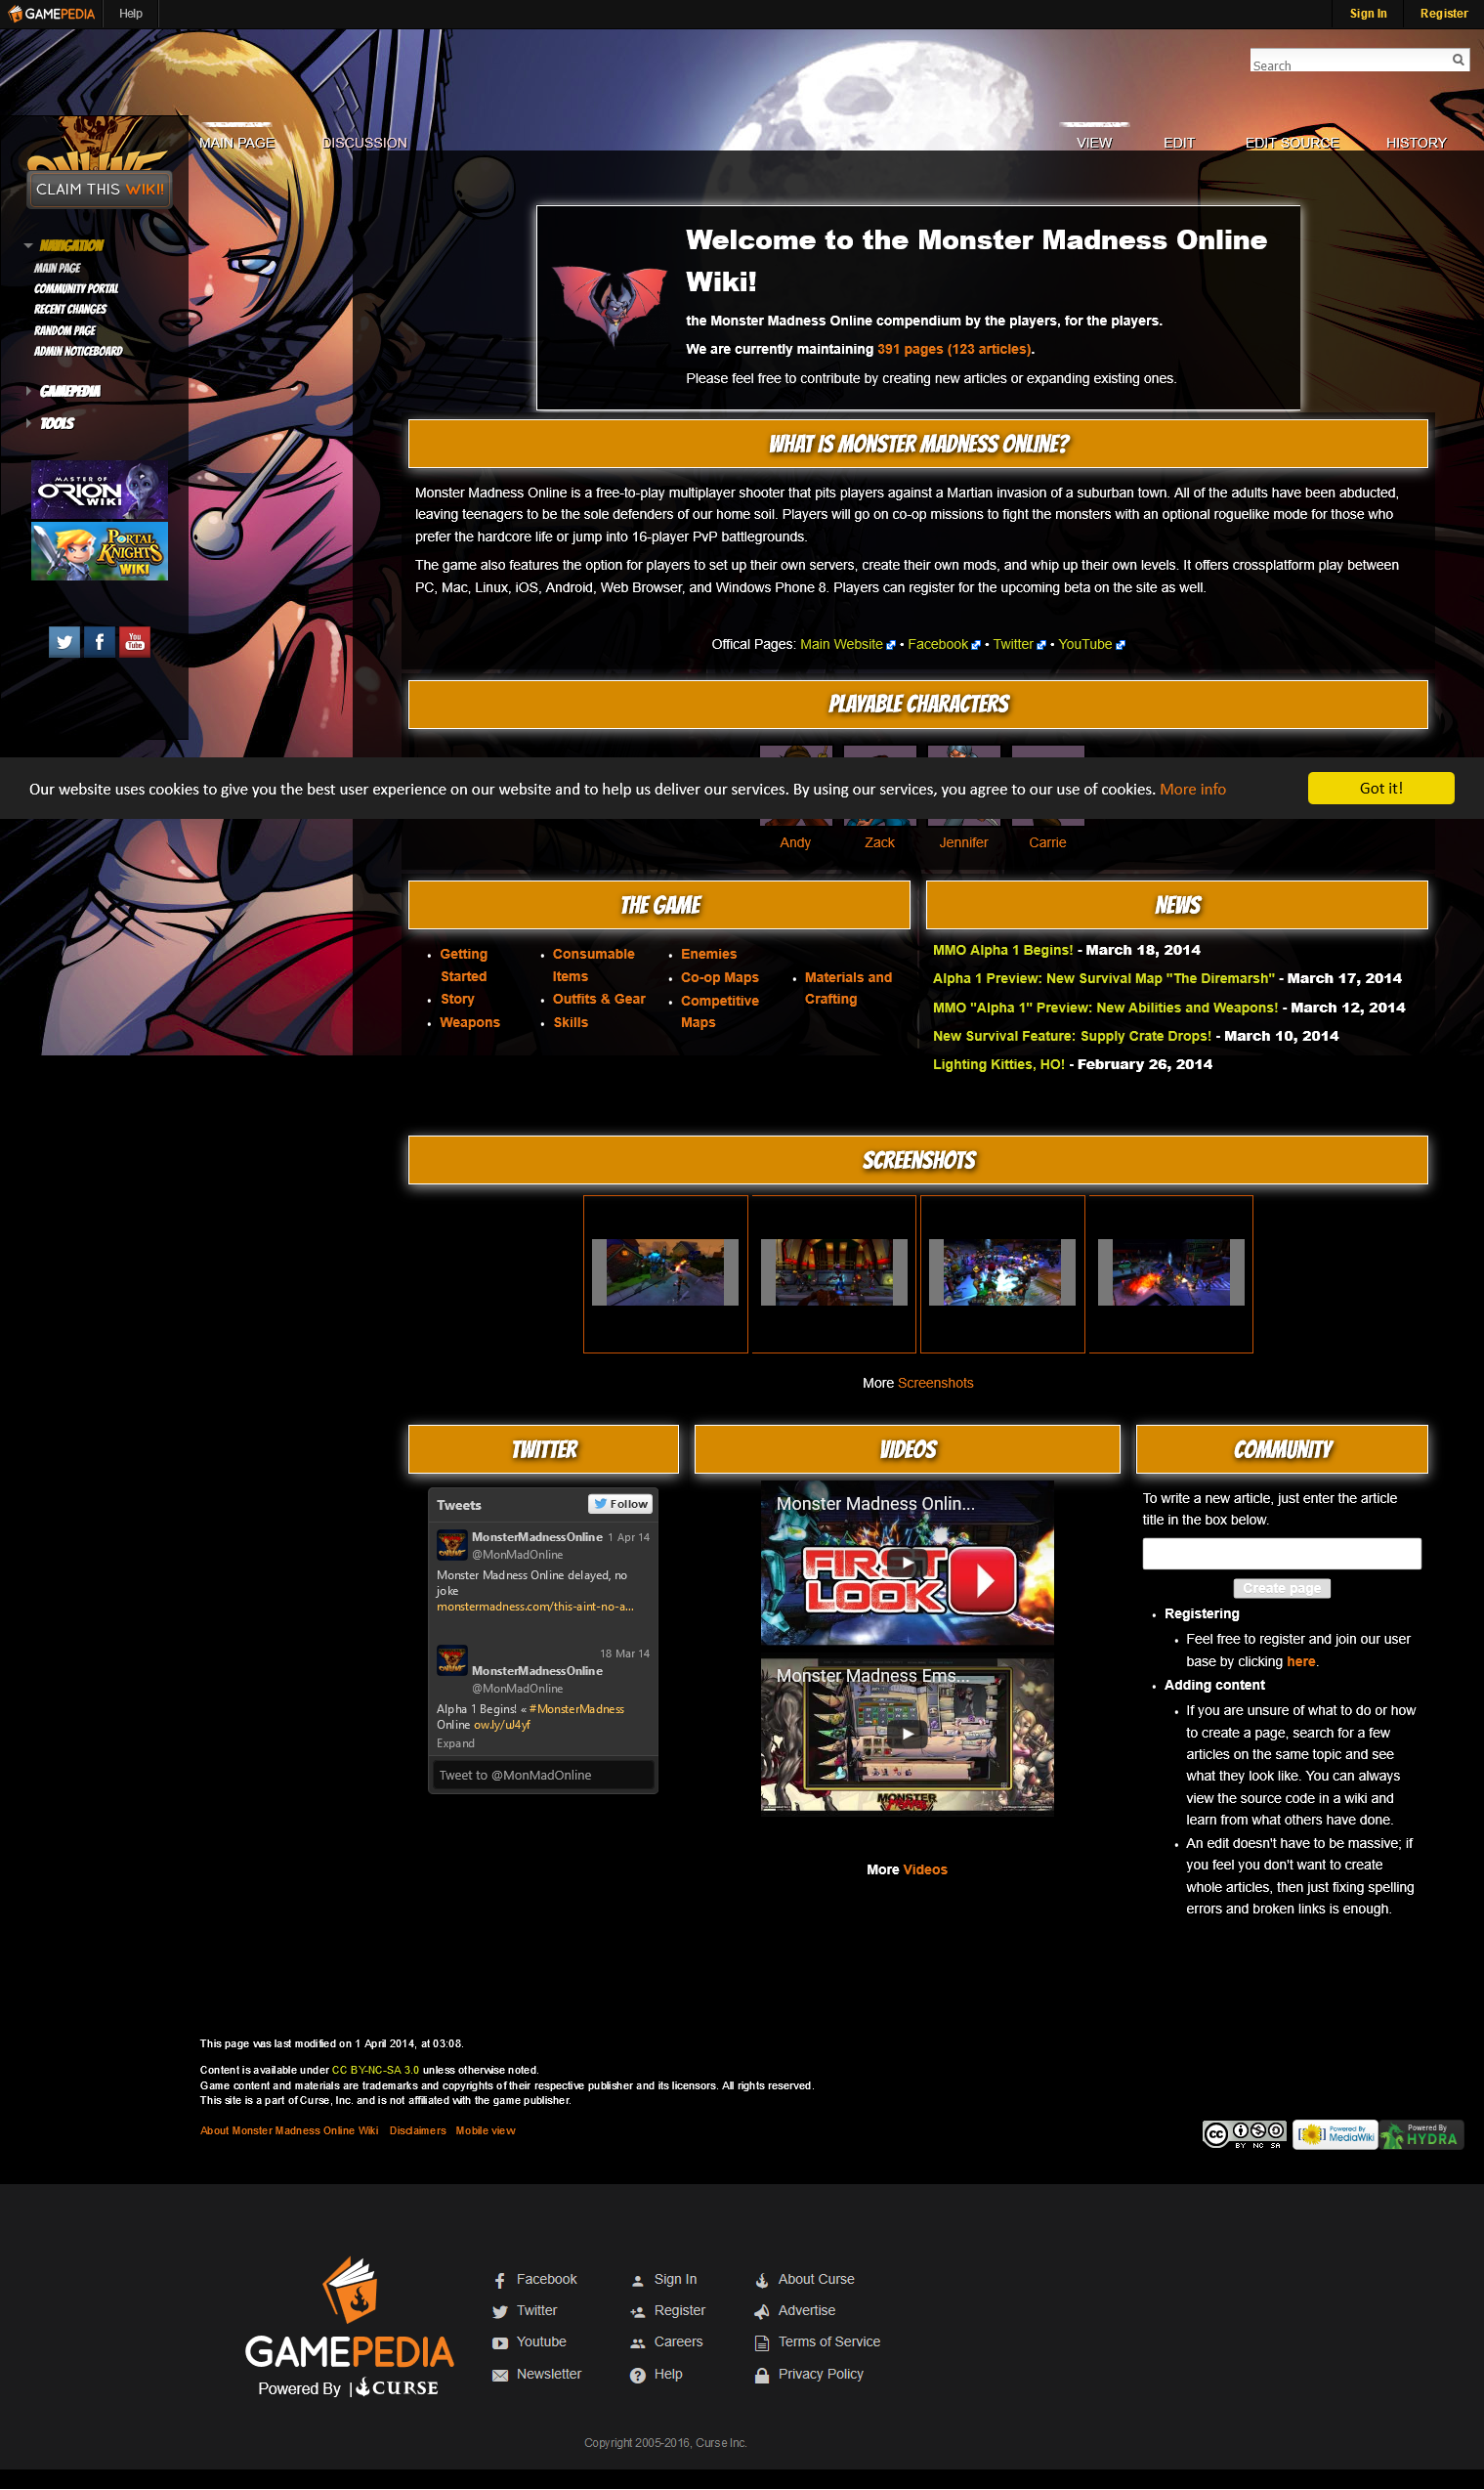 GAMEPEDIA
Help
Sign In
Register
Search
MAIN PAGE
DISCUSSION
VIEW
EDIT
EDIT SOURCE
HISTORY
ONLINE
CLAIM THIS WIKI!
NAVIGATION
MAIN PAGE
COMMUNITY PORTAL
RECENT CHANGES
RANDOM PAGE
ADMIN NOTICEBOARD
GAMEPEDIA
TOOLS
MASTER OF
ORION
WIKI
PORTAL
KNIGHTS
WIKI
You
Tube
Welcome to the Monster Madness Online
Wiki!
the Monster Madness Online compendium by the players, for the players.
We are currently maintaining 391 pages (123 articles).
Please feel free to contribute by creating new articles or expanding existing ones.
WHAT IS MONSTER MADNESS ONLINE?
Monster Madness Online is a free-to-play multiplayer shooter that pits players against a Martian invasion of a suburban town. All of the adults have been abducted,
leaving teenagers to be the sole defenders of our home soil. Players will go on co-op missions to fight the monsters with an optional roguelike mode for those who
prefer the hardcore life or jump into 16-player PvP battlegrounds.
The game also features the option for players to set up their own servers, create their own mods, and whip up their own levels. It offers crossplatform play between
PC, Mac, Linux, iOS, Android, Web Browser, and Windows Phone 8. Players can register for the upcoming beta on the site as well.
Offical Pages: Main Website • Facebook • Twitter • YouTube
PLAYABLE CHARACTERS
Our website uses cookies to give you the best user experience on our website and to help us deliver our services. By using our services, you agree to our use of cookies. More info
Got it!
Andy
Zack
Jennifer
Carrie
THE GAME
Getting
Started
Story
Weapons
Consumable
Items
Outfits & Gear
Skills
Enemies
Co-op Maps
Competitive
Maps
Materials and
Crafting
NEWS
MMO Alpha 1 Begins! - March 18, 2014
Alpha 1 Preview: New Survival Map "The Diremarsh" - March 17, 2014
MMO "Alpha 1" Preview: New Abilities and Weapons! - March 12, 2014
New Survival Feature: Supply Crate Drops! - March 10, 2014
Lighting Kitties, HO! - February 26, 2014
SCREENSHOTS
More Screenshots
TWITTER
Tweets
Follow
MonsterMadnessOnline 1 Apr 14
@MonMadOnline
Monster Madness Online delayed, no
joke
monstermadness.com/this-aint-no-a...
18 Mar 14
MonsterMadnessOnline
@MonMadOnline
Alpha 1 Begins! « #MonsterMadness
Online ow.ly/uJ4yf
Expand
Tweet to @MonMadOnline
VIDEOS
Monster Madness Onlin...
FIRST
LOOK
Monster Madness Ems...
MONSTER
More Videos
COMMUNITY
To write a new article, just enter the article
title in the box below.
Create page
Registering
Feel free to register and join our user
base by clicking here.
Adding content
If you are unsure of what to do or how
to create a page, search for a few
articles on the same topic and see
what they look like. You can always
view the source code in a wiki and
learn from what others have done.
An edit doesn't have to be massive; if
you feel you don't want to create
whole articles, then just fixing spelling
errors and broken links is enough.
This page was last modified on 1 April 2014, at 03:08.
Content is available under CC BY-NC-SA 3.0 unless otherwise noted.
Game content and materials are trademarks and copyrights of their respective publisher and its licensors. All rights reserved.
This site is a part of Curse, Inc. and is not affiliated with the game publisher.
About Monster Madness Online Wiki
Disclaimers
Mobile view
CC
BY NC SA
Powered By
MediaWiki
Powered By
HYDRA
GAMEPEDIA
Powered By | CURSE
Facebook
Twitter
Youtube
Newsletter
Sign In
Register
Careers
Help
About Curse
Advertise
Terms of Service
Privacy Policy
Copyright 2005-2016, Curse Inc.